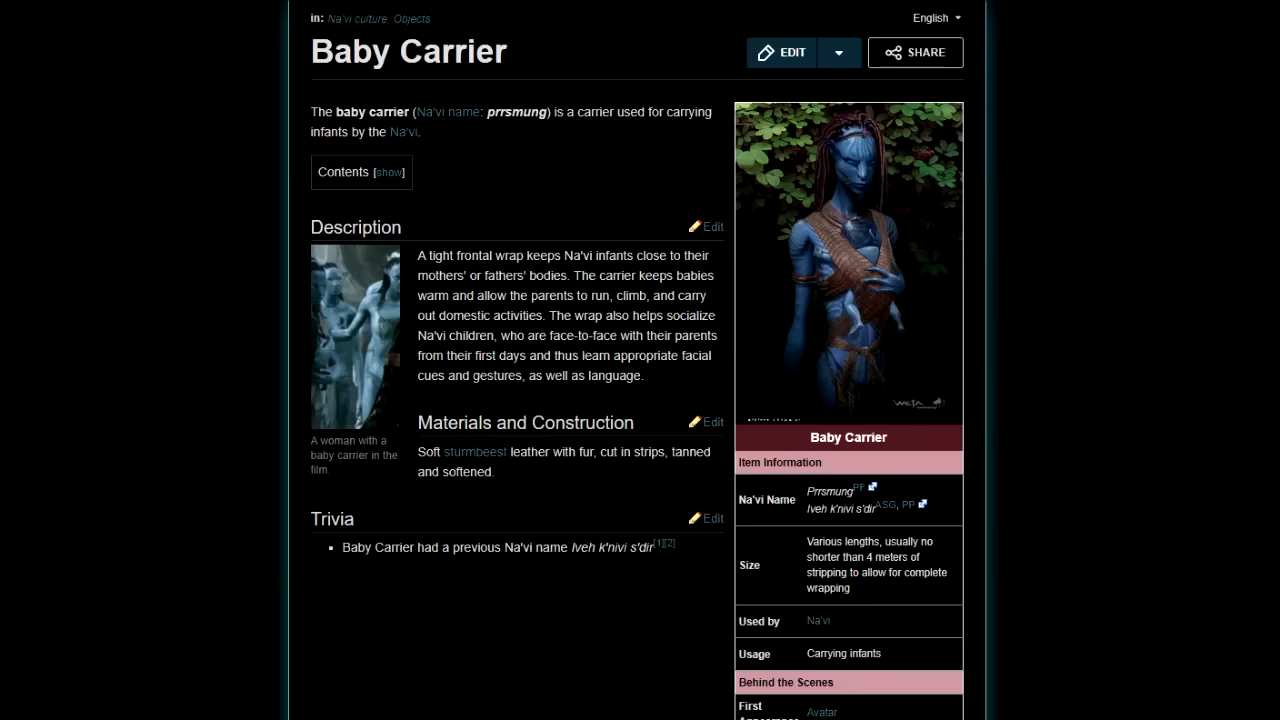 in: Na'vi culture, Objects
English
Baby Carrier
EDIT
SHARE
The baby carrier (Na'vi name: prrsmung) is a carrier used for carrying
infants by the Na'vi.
Contents [show]
Description
Edit
A tight frontal wrap keeps Na'vi infants close to their
mothers' or fathers' bodies. The carrier keeps babies
warm and allow the parents to run, climb, and carry
out domestic activities. The wrap also helps socialize
Na'vi children, who are face-to-face with their parents
from their first days and thus learn appropriate facial
cues and gestures, as well as language.
A woman with a
baby carrier in the
film.
Materials and Construction
Edit
Soft sturmbeest leather with fur, cut in strips, tanned
and softened.
Trivia
Edit
Baby Carrier had a previous Na'vi name Iveh k'nivi s'dir[1][2]
WETA
Baby Carrier
Item Information
Na'vi Name
Prrsmung PF
Iveh k'nivi s'dir ASG, PP
Size
Various lengths, usually no
shorter than 4 meters of
stripping to allow for complete
wrapping
Used by
Na'vi
Usage
Carrying infants
Behind the Scenes
First
Avatar